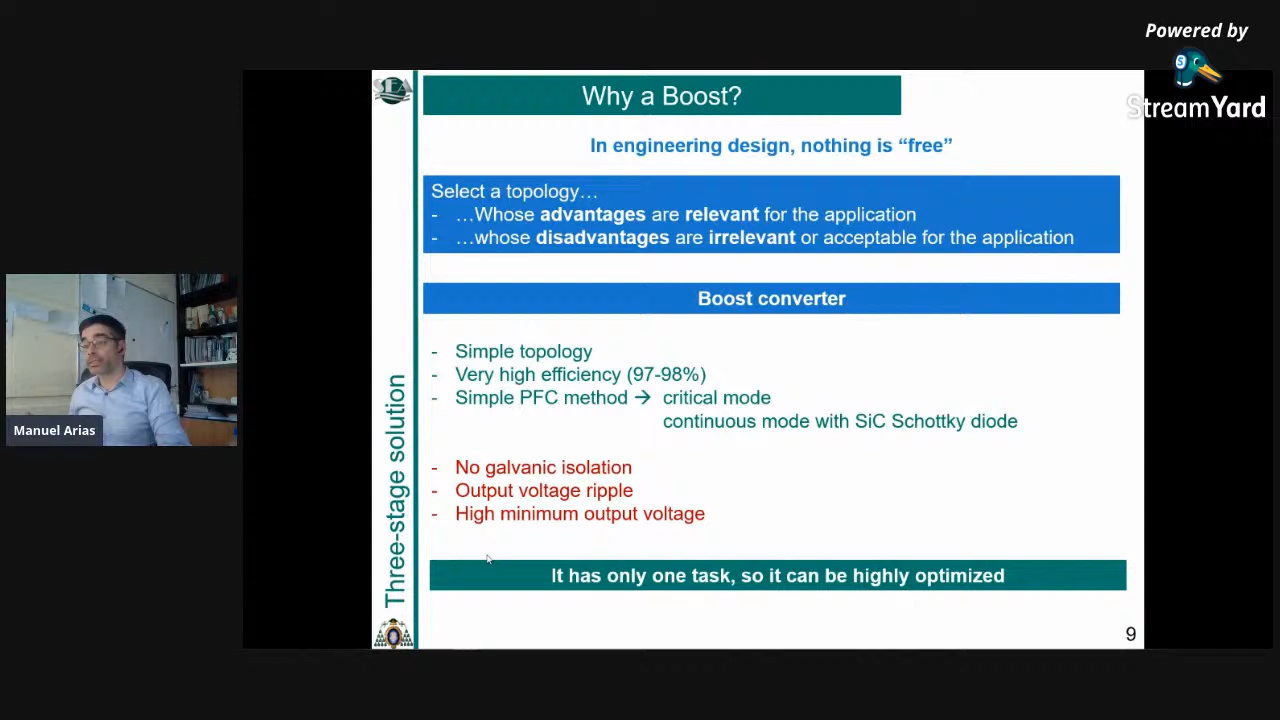 Powered by
StreamYard
SEA
Why a Boost?
In engineering design, nothing is “free”
Select a topology…
- …Whose advantages are relevant for the application
- …whose disadvantages are irrelevant or acceptable for the application
Boost converter
- Simple topology
- Very high efficiency (97-98%)
- Simple PFC method → critical mode
continuous mode with SiC Schottky diode
- No galvanic isolation
- Output voltage ripple
- High minimum output voltage
It has only one task, so it can be highly optimized
Three-stage solution
9
Manuel Arias